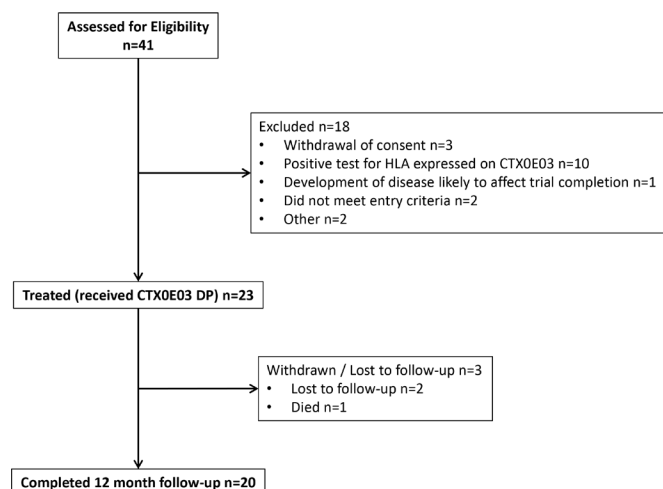 Assessed for Eligibility
n=41
Excluded n=18
• Withdrawal of consent n=3
• Positive test for HLA expressed on CTX0E03 n=10
• Development of disease likely to affect trial completion n=1
• Did not meet entry criteria n=2
• Other n=2
Treated (received CTX0E03 DP) n=23
Withdrawn / Lost to follow-up n=3
• Lost to follow-up n=2
• Died n=1
Completed 12 month follow-up n=20